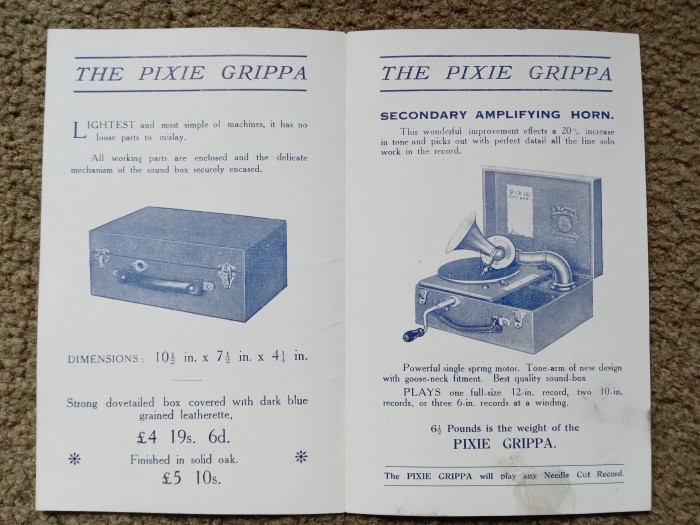 THE PIXIE GRIPPA
LIGHTEST and most simple of machines, it has no
loose parts to mislay.
All working parts are enclosed and the delicate
mechanism of the sound box securely encased.
DIMENSIONS: 10½ in. x 7½ in. x 4¼ in.
Strong dovetailed box covered with dark blue
grained leatherette,
£4 19s. 6d.
Finished in solid oak.
£5 10s.
THE PIXIE GRIPPA
SECONDARY AMPLIFYING HORN.
This wonderful improvement effects a 20% increase
in tone and picks out with perfect datail all the fine solo
work in the record.
PIXIE
Grippa
Powerful single spring motor. Tone-arm of new design
with goose-neck fitment. Best quality sound-box
PLAYS one full-size 12-in. record, two 10-in.
records, or three 6-in. records at a winding.
6½ Pounds is the weight of the
PIXIE GRIPPA.
The PIXIE GRIPPA will play any Needle Cut Record.